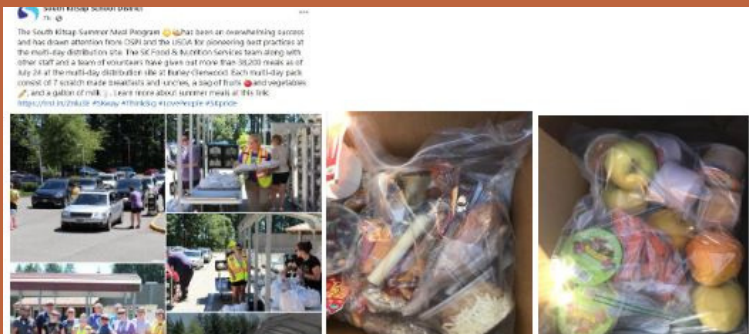 South Kitsap School District
The South Kitsap Summer Meal Program has been an overwhelming success
and has drawn attention from OSPI and the USDA for pioneering best practices at
the multi-day distribution site. The SK Food & Nutrition Services team along with
other staff and a team of volunteers have given out more than 38,200 meals as of
July 24 at the multi-day distribution site at Burley-Glenwood. Each multi-day pack
consist of 7 scratch made breakfasts and lunches, a bag of fruits and vegetables
, and a gallon of milk . Learn more about summer meals at this link:
#SKway #ThinkBig #LovePeople #SKpride